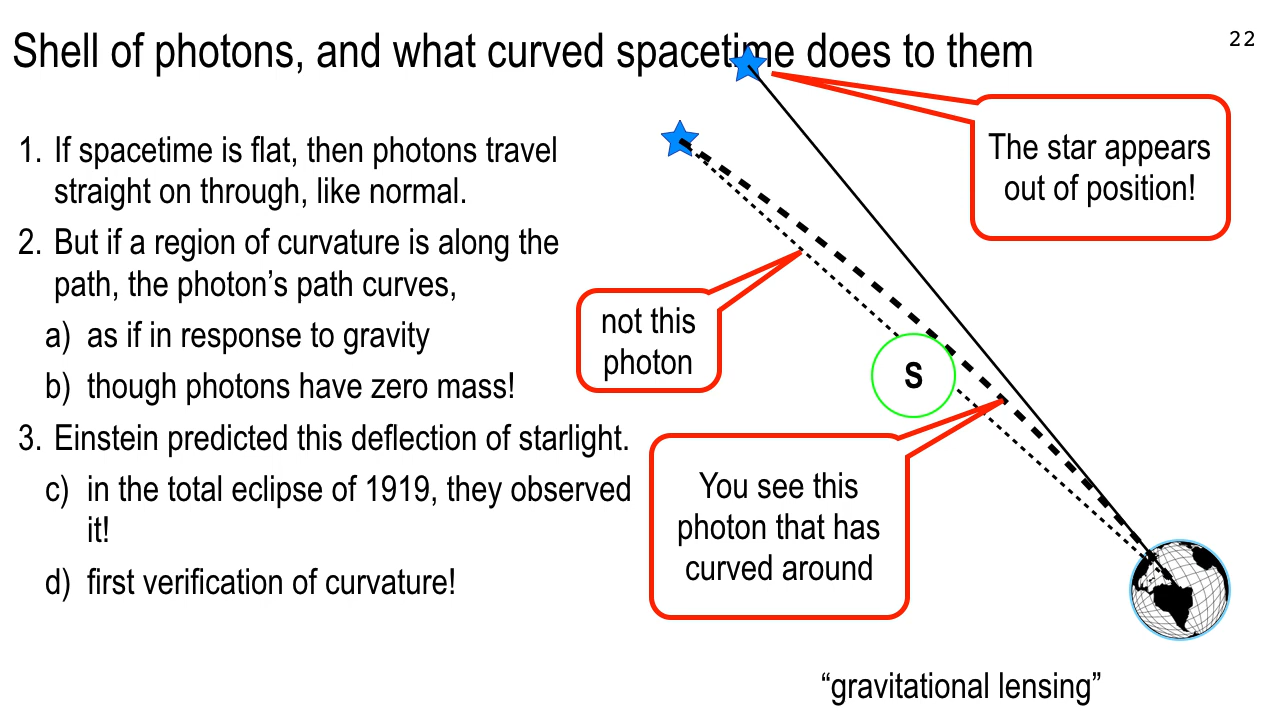 Shell of photons, and what curved spacetime does to them
22
1. If spacetime is flat, then photons travel
straight on through, like normal.
2. But if a region of curvature is along the
path, the photon’s path curves,
a) as if in response to gravity
b) though photons have zero mass!
3. Einstein predicted this deflection of starlight.
c) in the total eclipse of 1919, they observed
it!
d) first verification of curvature!
The star appears
out of position!
not this
photon
S
You see this
photon that has
curved around
“gravitational lensing”